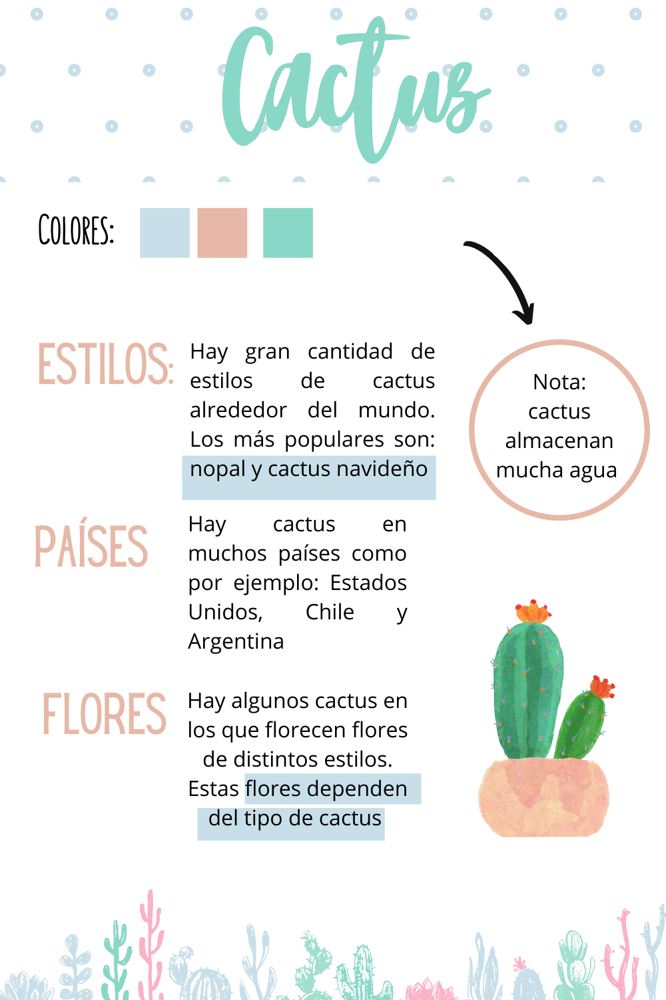 Cactus
COLORES:
ESTILOS:
Hay gran cantidad de
estilos de cactus
alrededor del mundo.
Los más populares son:
nopal y cactus navideño
Nota:
cactus
almacenan
mucha agua
PAÍSES
Hay cactus en
muchos países como
por ejemplo: Estados
Unidos, Chile y
Argentina
FLORES
Hay algunos cactus en
los que florecen flores
de distintos estilos.
Estas flores dependen
del tipo de cactus